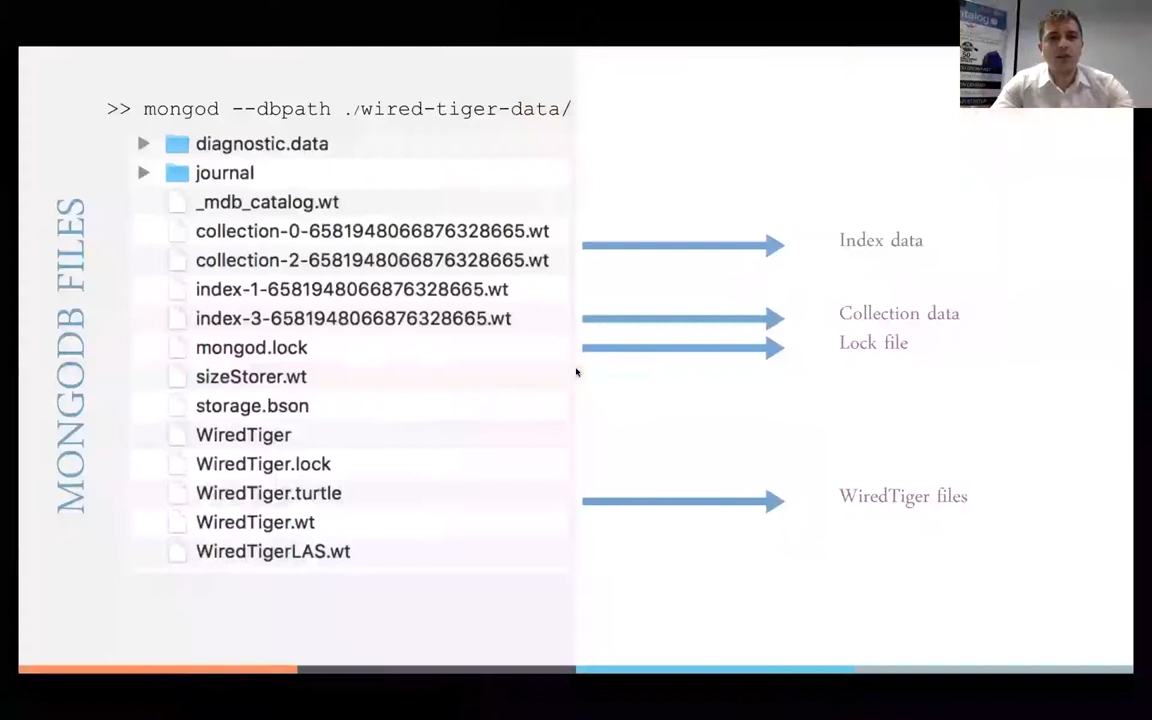 atalog
>> mongod --dbpath ./wired-tiger-data/
diagnostic.data
journal
_mdb_catalog.wt
collection-0-6581948066876328665.wt
collection-2-6581948066876328665.wt
index-1-6581948066876328665.wt
index-3-6581948066876328665.wt
mongod.lock
sizeStorer.wt
storage.bson
WiredTiger
WiredTiger.lock
WiredTiger.turtle
WiredTiger.wt
WiredTigerLAS.wt
MONGODB FILES
Index data
Collection data
Lock file
WiredTiger files